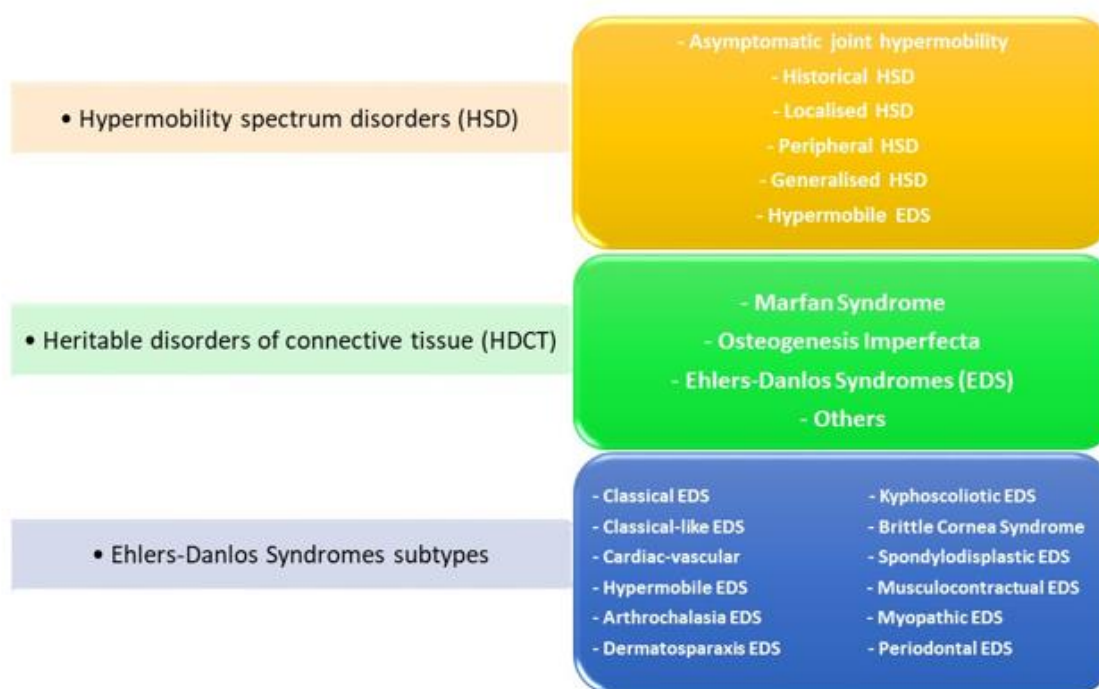 • Hypermobility spectrum disorders (HSD)
- Asymptomatic joint hypermobility
- Historical HSD
- Localised HSD
- Peripheral HSD
- Generalised HSD
- Hypermobile EDS
• Heritable disorders of connective tissue (HDCT)
- Marfan Syndrome
- Osteogenesis Imperfecta
- Ehlers-Danlos Syndromes (EDS)
- Others
• Ehlers-Danlos Syndromes subtypes
- Classical EDS
- Classical-like EDS
- Cardiac-vascular
- Hypermobile EDS
- Arthrochalasia EDS
- Dermatosparaxis EDS
- Kyphoscoliotic EDS
- Brittle Cornea Syndrome
- Spondylodisplastic EDS
- Musculocontractual EDS
- Myopathic EDS
- Periodontal EDS